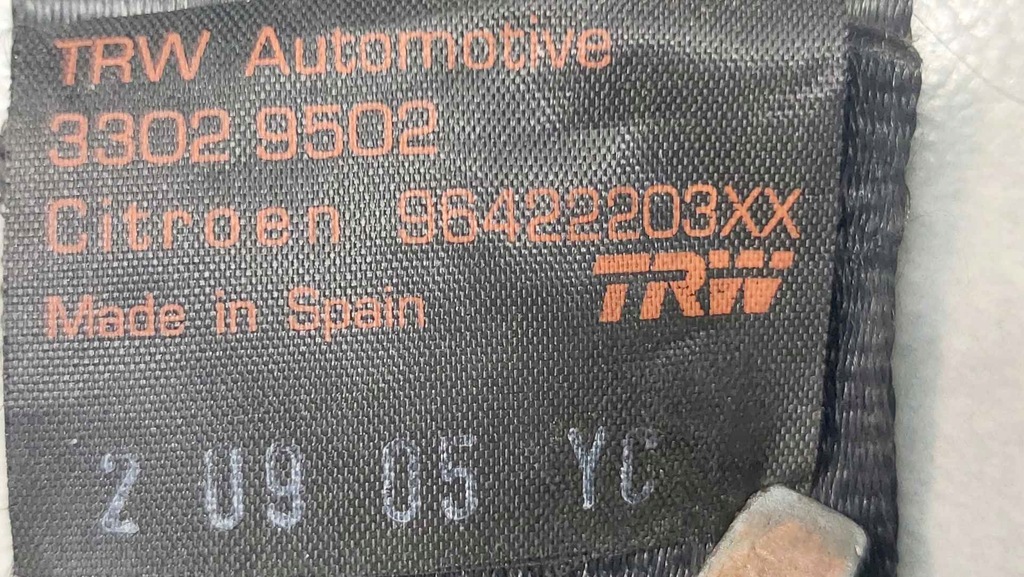 TRW Automotive
3302 9502
Citroen 96422203XX
TRW
Made in Spain
2 09 05 YC